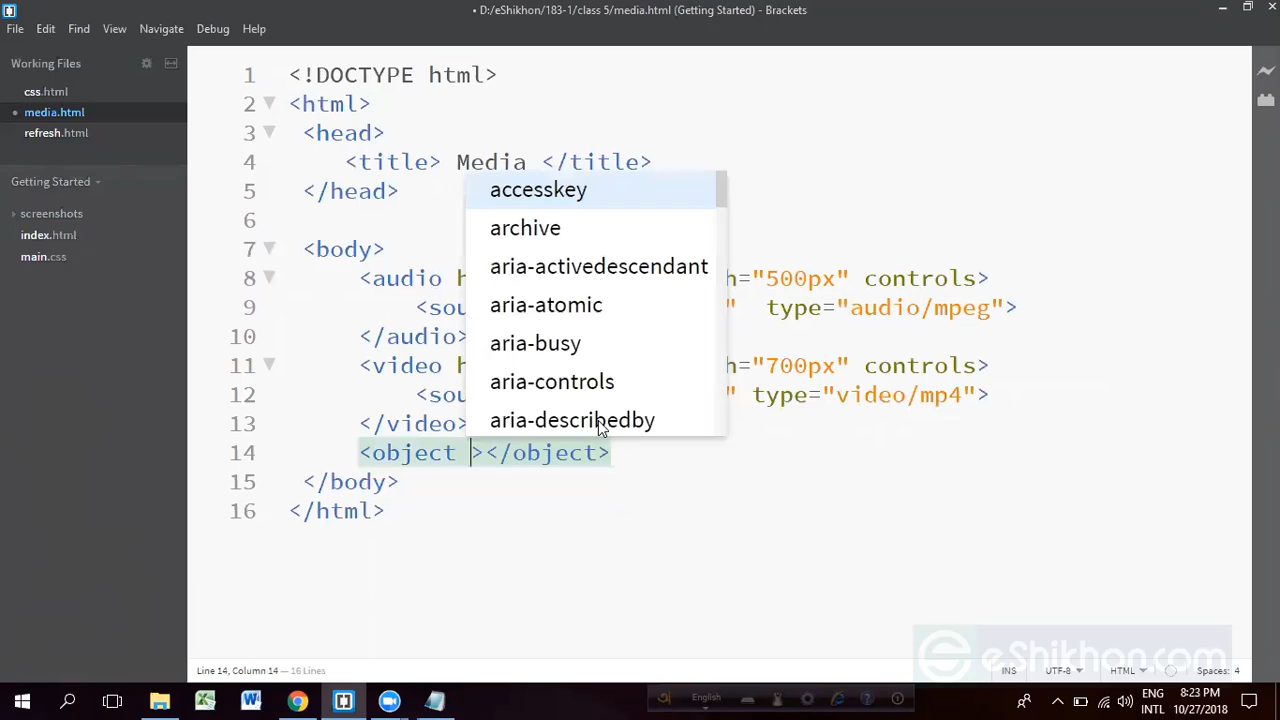 • D:/eShikhon/183-1/class 5/media.html (Getting Started) - Brackets
File Edit Find View Navigate Debug Help
Working Files
css.html
• media.html
refresh.html
Getting Started
screenshots
index.html
main.css
1 <!DOCTYPE html>
2 <html>
3 <head>
4 <title> Media </title>
5 </head>
6
7 <body>
8 <audio h="500px" controls>
9 <sou " type="audio/mpeg">
10 </audio>
11 <video h="700px" controls>
12 <sou " type="video/mp4">
13 </video>
14 <object ></object>
15 </body>
16 </html>
accesskey
archive
aria-activedescendant
aria-atomic
aria-busy
aria-controls
aria-describedby
eShikhon.com
Line 14, Column 14 — 16 Lines
INS UTF-8 HTML Spaces: 4
English
ENG
INTL
8:23 PM
10/27/2018